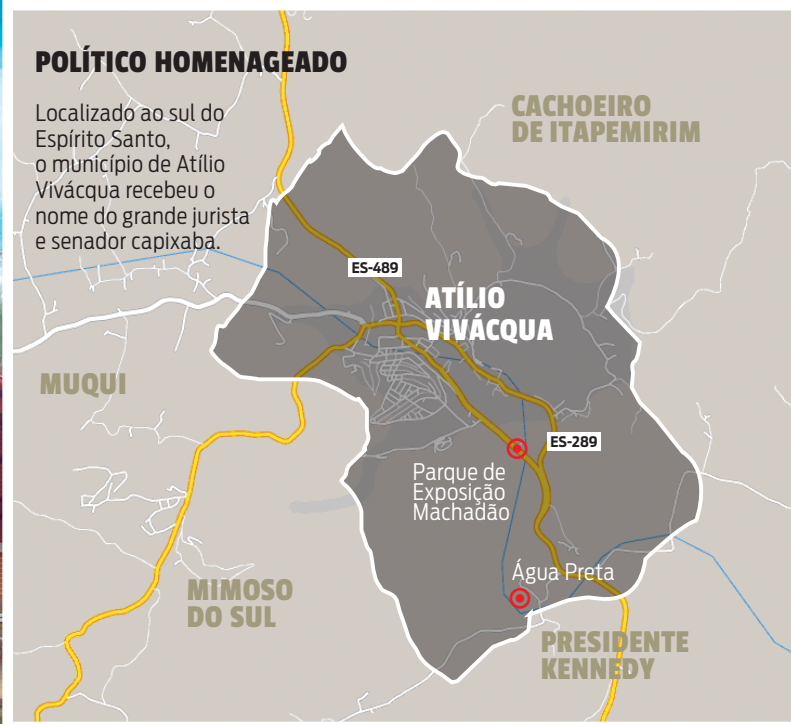 POLÍTICO HOMENAGEADO
Localizado ao sul do
Espírito Santo,
o município de Atílio
Vivácqua recebeu o
nome do grande jurista
e senador capixaba.
CACHOEIRO
DE ITAPEMIRIM
ES-489
ATÍLIO
VIVÁCQUA
MUQUI
ES-289
Parque de
Exposição
Machadão
Água Preta
MIMOSO
DO SUL
PRESIDENTE
KENNEDY